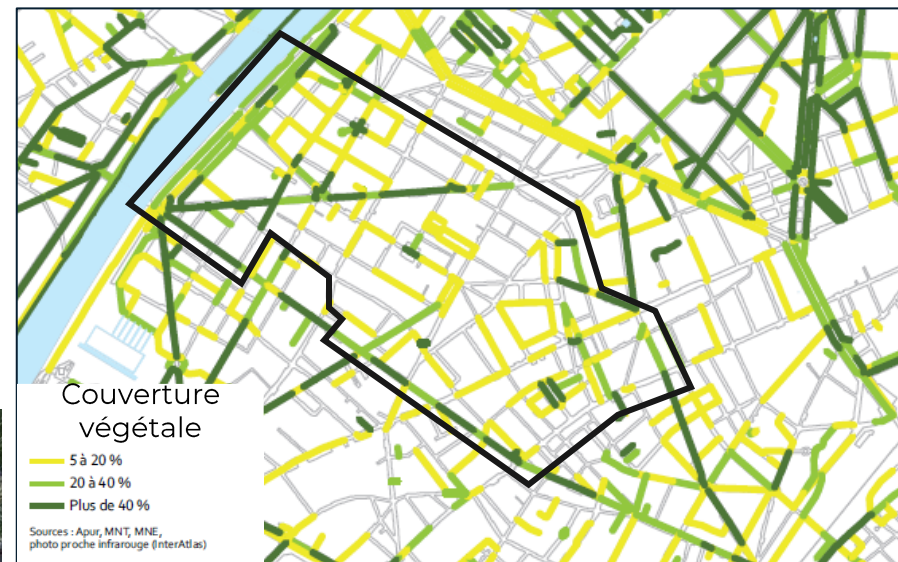 Couverture
végétale
5 à 20 %
20 à 40 %
Plus de 40 %
Sources : Apur, MNT, MNE,
photo proche infrarouge (InterAtlas)